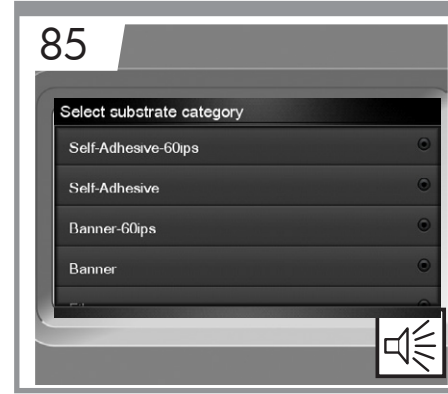 85
Select substrate category
Self-Adhesive-60ips
Self-Adhesive
Banner-60ips
Banner